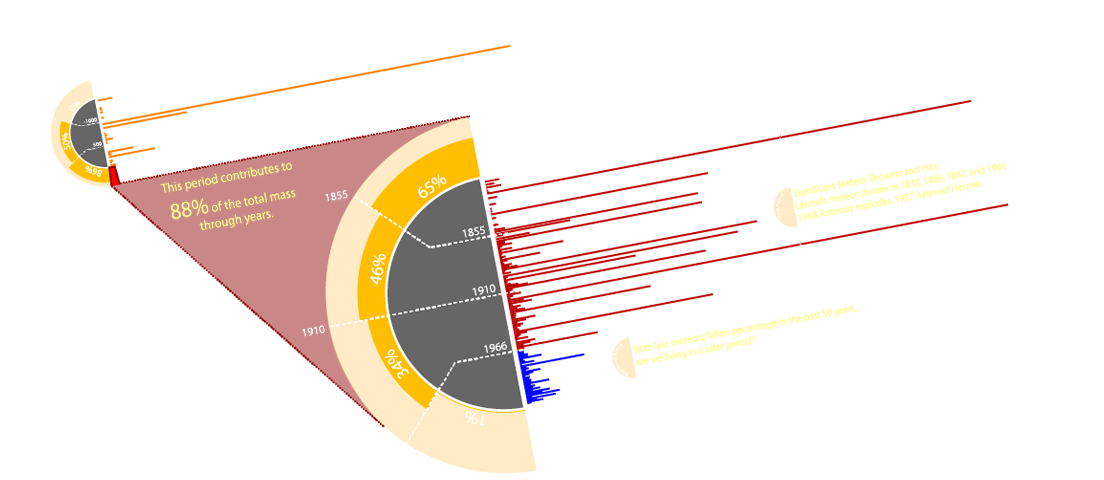 -1000
500
50%
86%
This period contributes to
88% of the total mass
through years.
1855
65%
1855
46%
1910
1910
34%
1966
1%
Significant Meteor Showers and Hits:
Leonids meteor shower in 1833, 1866, 1867, and 1966
1908 Asteroid explodes, 1937 Asteroid Hermes
With less meteors fallen percentage in the past 50 years,
are we living in a safer period?